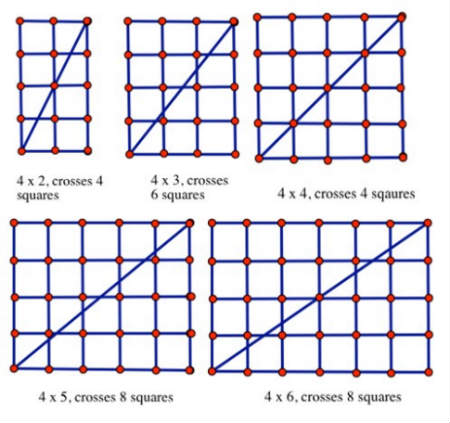 4 x 2, crosses 4
squares
4 x 3, crosses
6 squares
4 x 4, crosses 4 sqaures
4 x 5, crosses 8 squares
4 x 6, crosses 8 squares